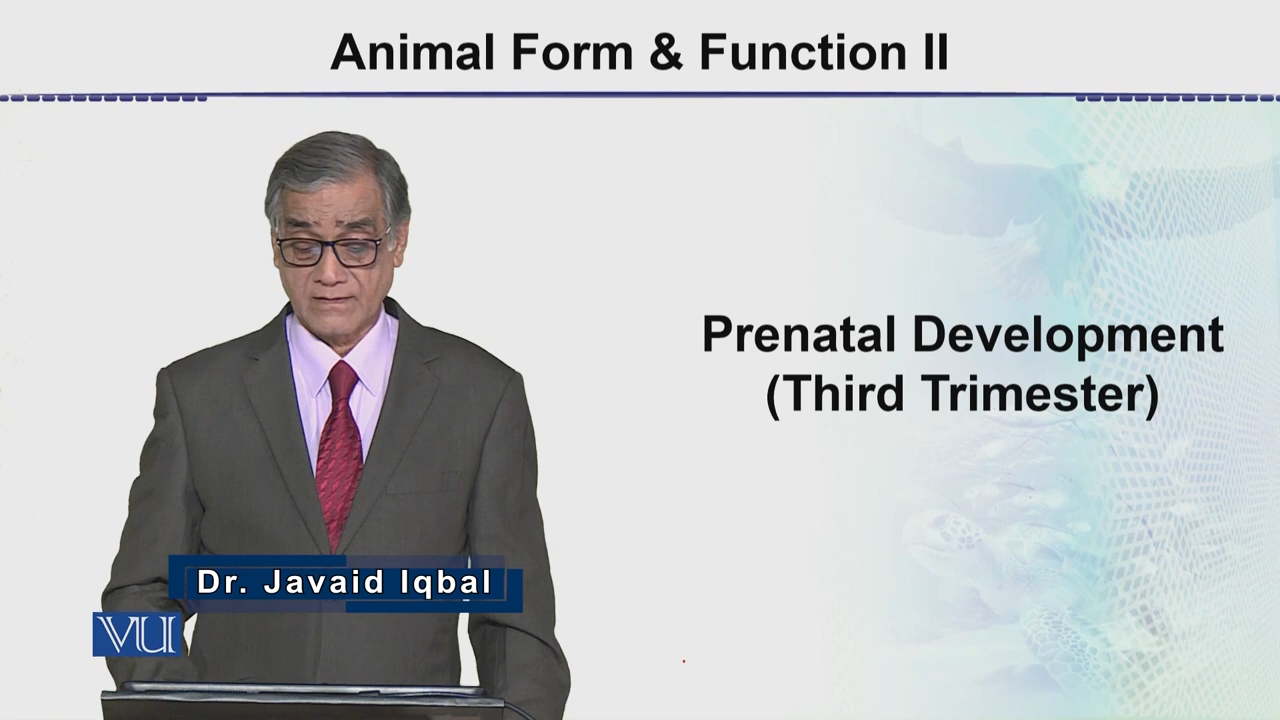 Animal Form & Function II
Prenatal Development
(Third Trimester)
Dr. Javaid Iqbal
VU